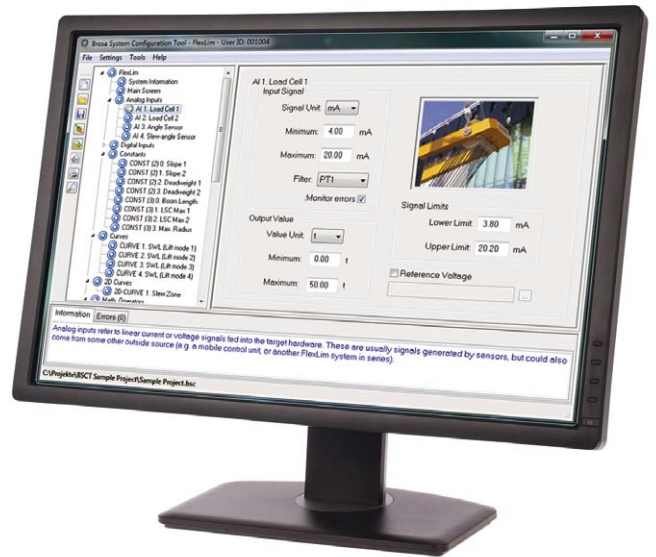 Brosa System Configuration Tool - FlexLim - User ID: 001004
File Settings Tools Help
FlexLim
System Information
Main Screen
Analog Inputs
AI 1. Load Cell 1
AI 2. Load Cell 2
AI 3. Angle Sensor
AI 4. Slew-angle Sensor
Digital Inputs
Constants
CONST (2) 0. Slope 1
CONST (2) 1. Slope 2
CONST (2) 2. Deadweight 1
CONST (2) 3. Deadweight 2
CONST (3) 0. Boom Length
CONST (3) 1. LSC Max 1
CONST (3) 2. LSC Max 2
CONST (3) 3. Max. Radius
Curves
CURVE 1. SWL (Lift mode 1)
CURVE 2. SWL (Lift mode 2)
CURVE 3. SWL (Lift mode 3)
CURVE 4. SWL (Lift mode 4)
2D Curves
2D-CURVE 1. Slew Zone
Math. Operators
AI 1. Load Cell 1
Input Signal
Signal Unit: mA
Minimum: 4.00 mA
Maximum: 20.00 mA
Filter: PT1
Monitor errors
Output Value
Value Unit: t
Minimum: 0.00 t
Maximum: 50.00 t
Signal Limits
Lower Limit: 3.80 mA
Upper Limit: 20.20 mA
Reference Voltage
...
Information Errors (6)
Analog inputs refer to linear current or voltage signals fed into the target hardware. These are usually signals generated by sensors, but could also
come from some other outside source (e.g. a mobile control unit, or another FlexLim system in series).
C:\Projekte\BSCT Sample Project\Sample Project.bsc